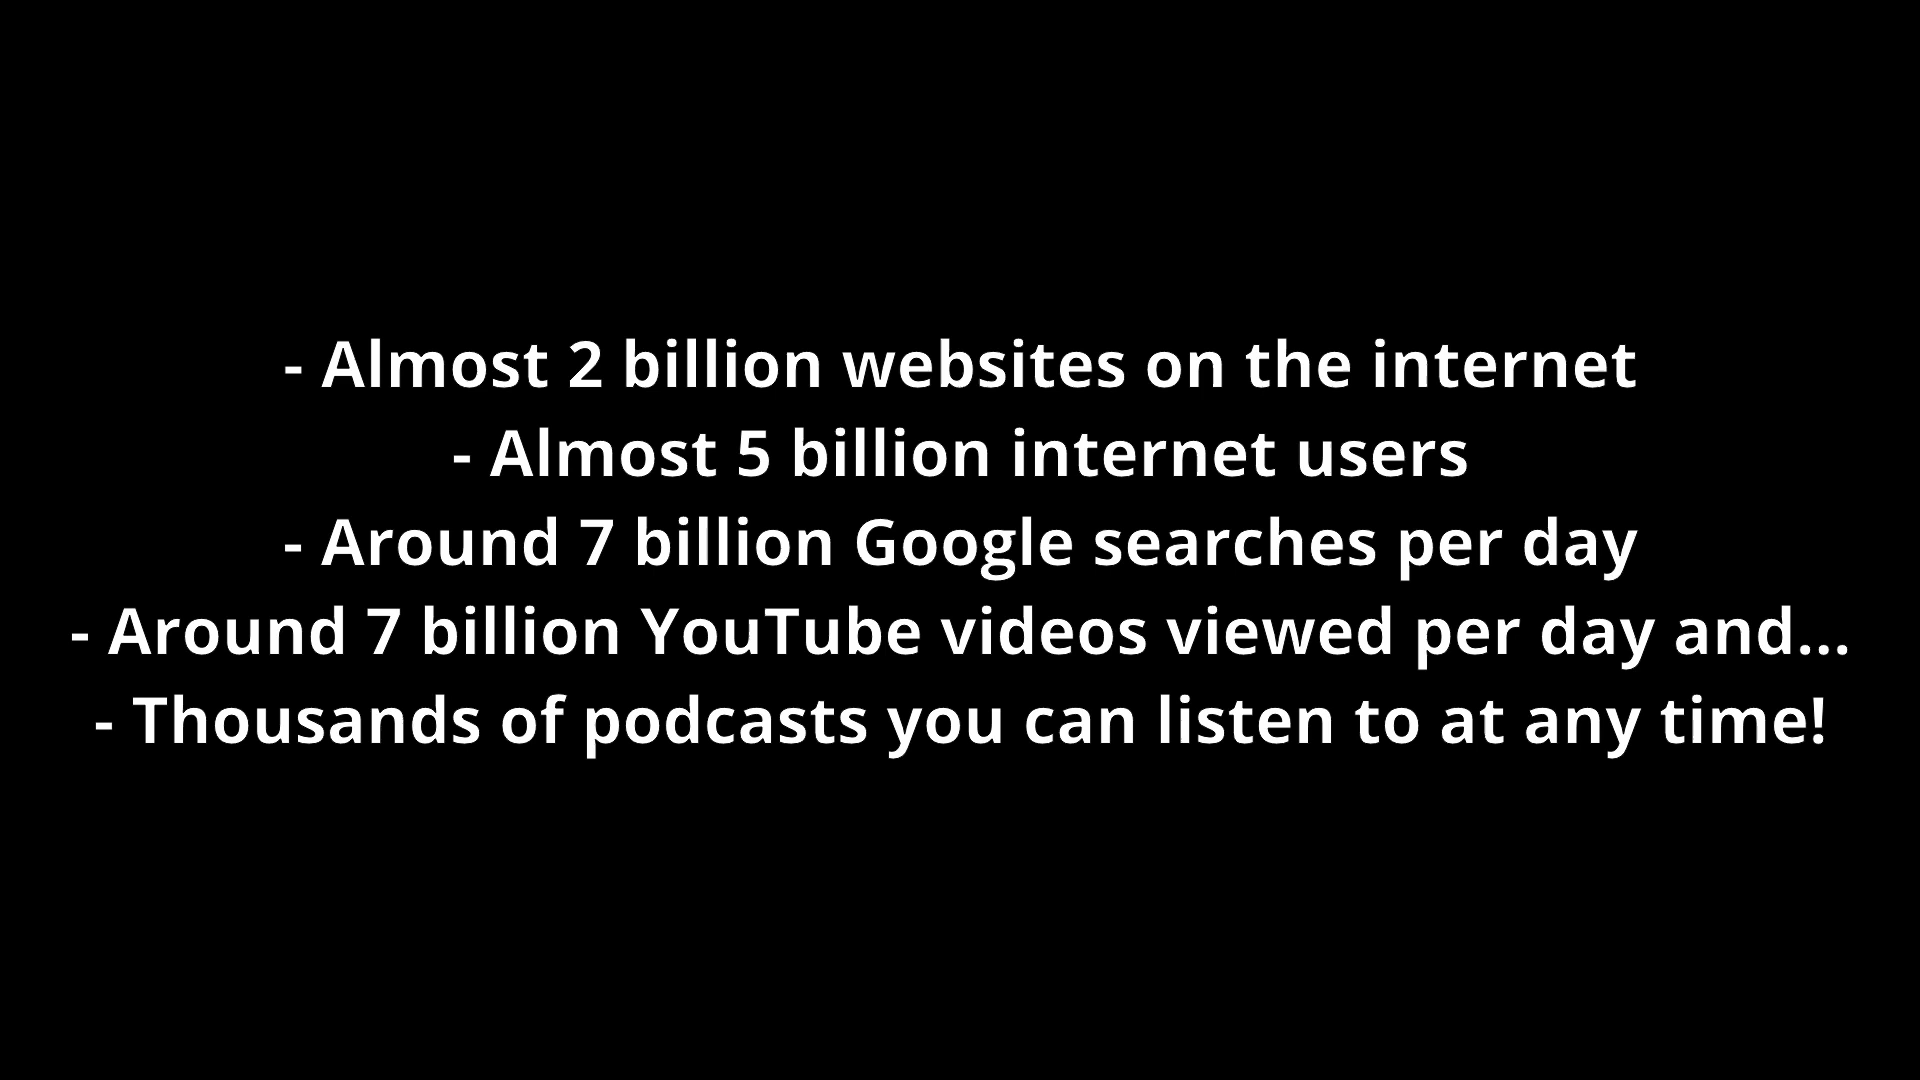 - Almost 2 billion websites on the internet
- Almost 5 billion internet users
- Around 7 billion Google searches per day
- Around 7 billion YouTube videos viewed per day and...
- Thousands of podcasts you can listen to at any time!